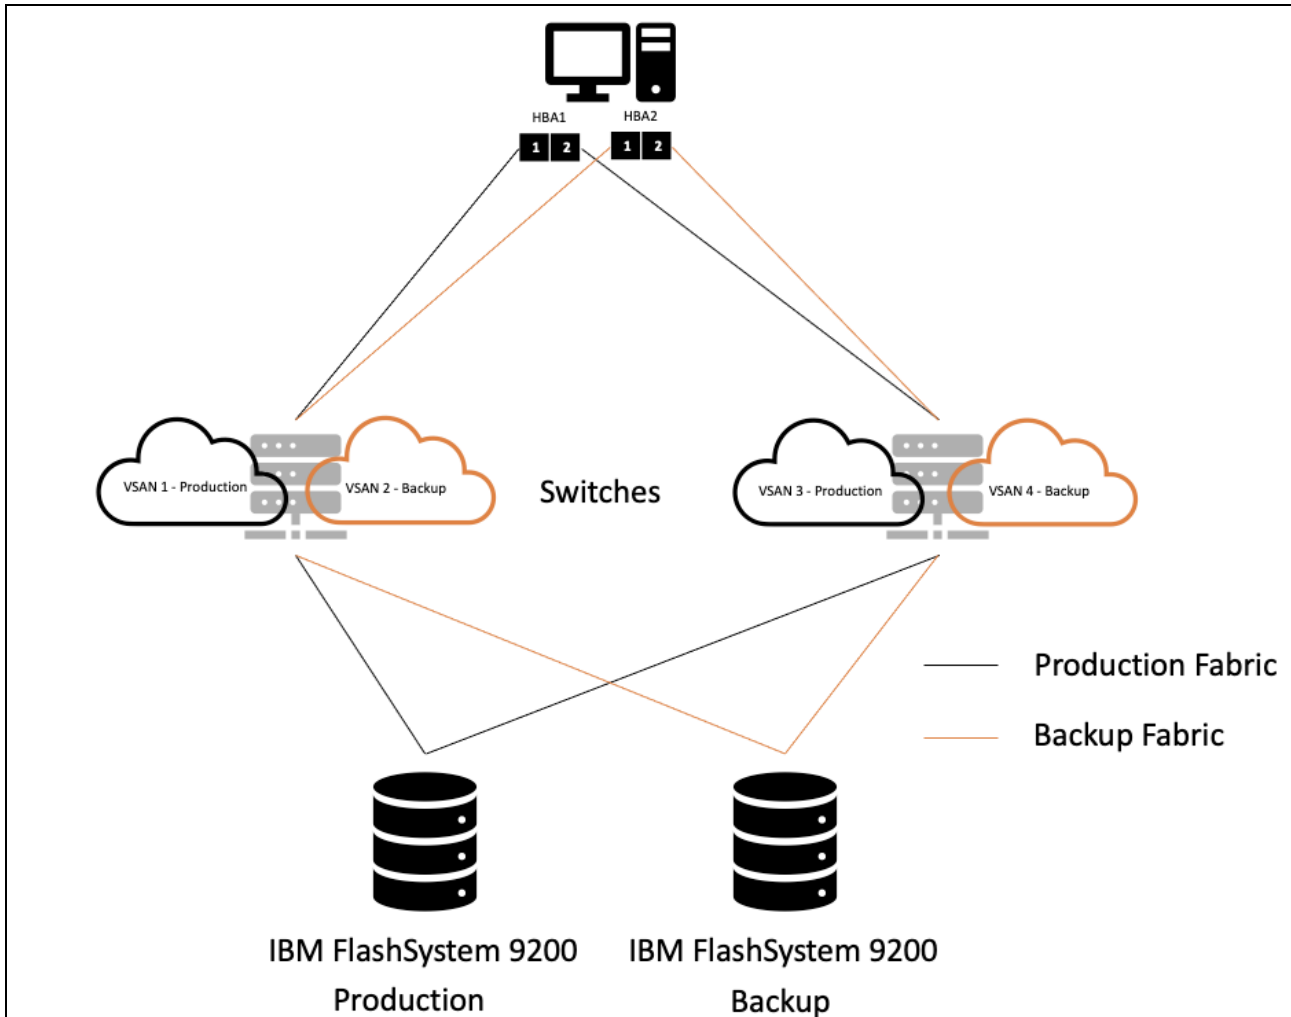 HBA1
HBA2
1 2
1 2
VSAN 1 - Production
VSAN 2 - Backup
Switches
VSAN 3 - Production
VSAN 4 - Backup
Production Fabric
Backup Fabric
IBM FlashSystem 9200
Production
IBM FlashSystem 9200
Backup